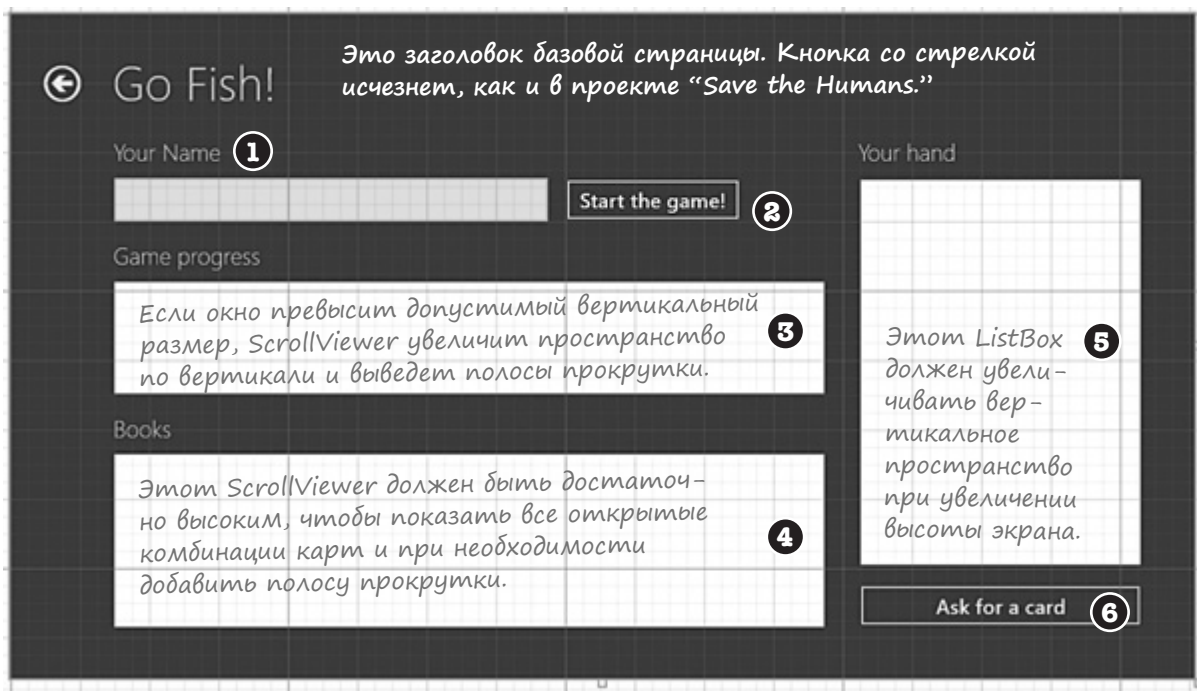 Это заголовок базовой страницы. Кнопка со стрелкой
исчезнет, как и в проекте “Save the Humans.”
Go Fish!
Your Name 1
Start the game! 2
Game progress
Если окно превысит допустимый вертикальный
размер, ScrollViewer увеличит пространство
по вертикали и выведет полосы прокрутки.
3
Books
Этот ScrollViewer должен быть достаточ-
но высоким, чтобы показать все открытые
комбинации карт и при необходимости
добавить полосу прокрутки.
4
Your hand
Этот ListBox 5
должен увели-
чивать вер-
тикальное
пространство
при увеличении
высоты экрана.
Ask for a card 6